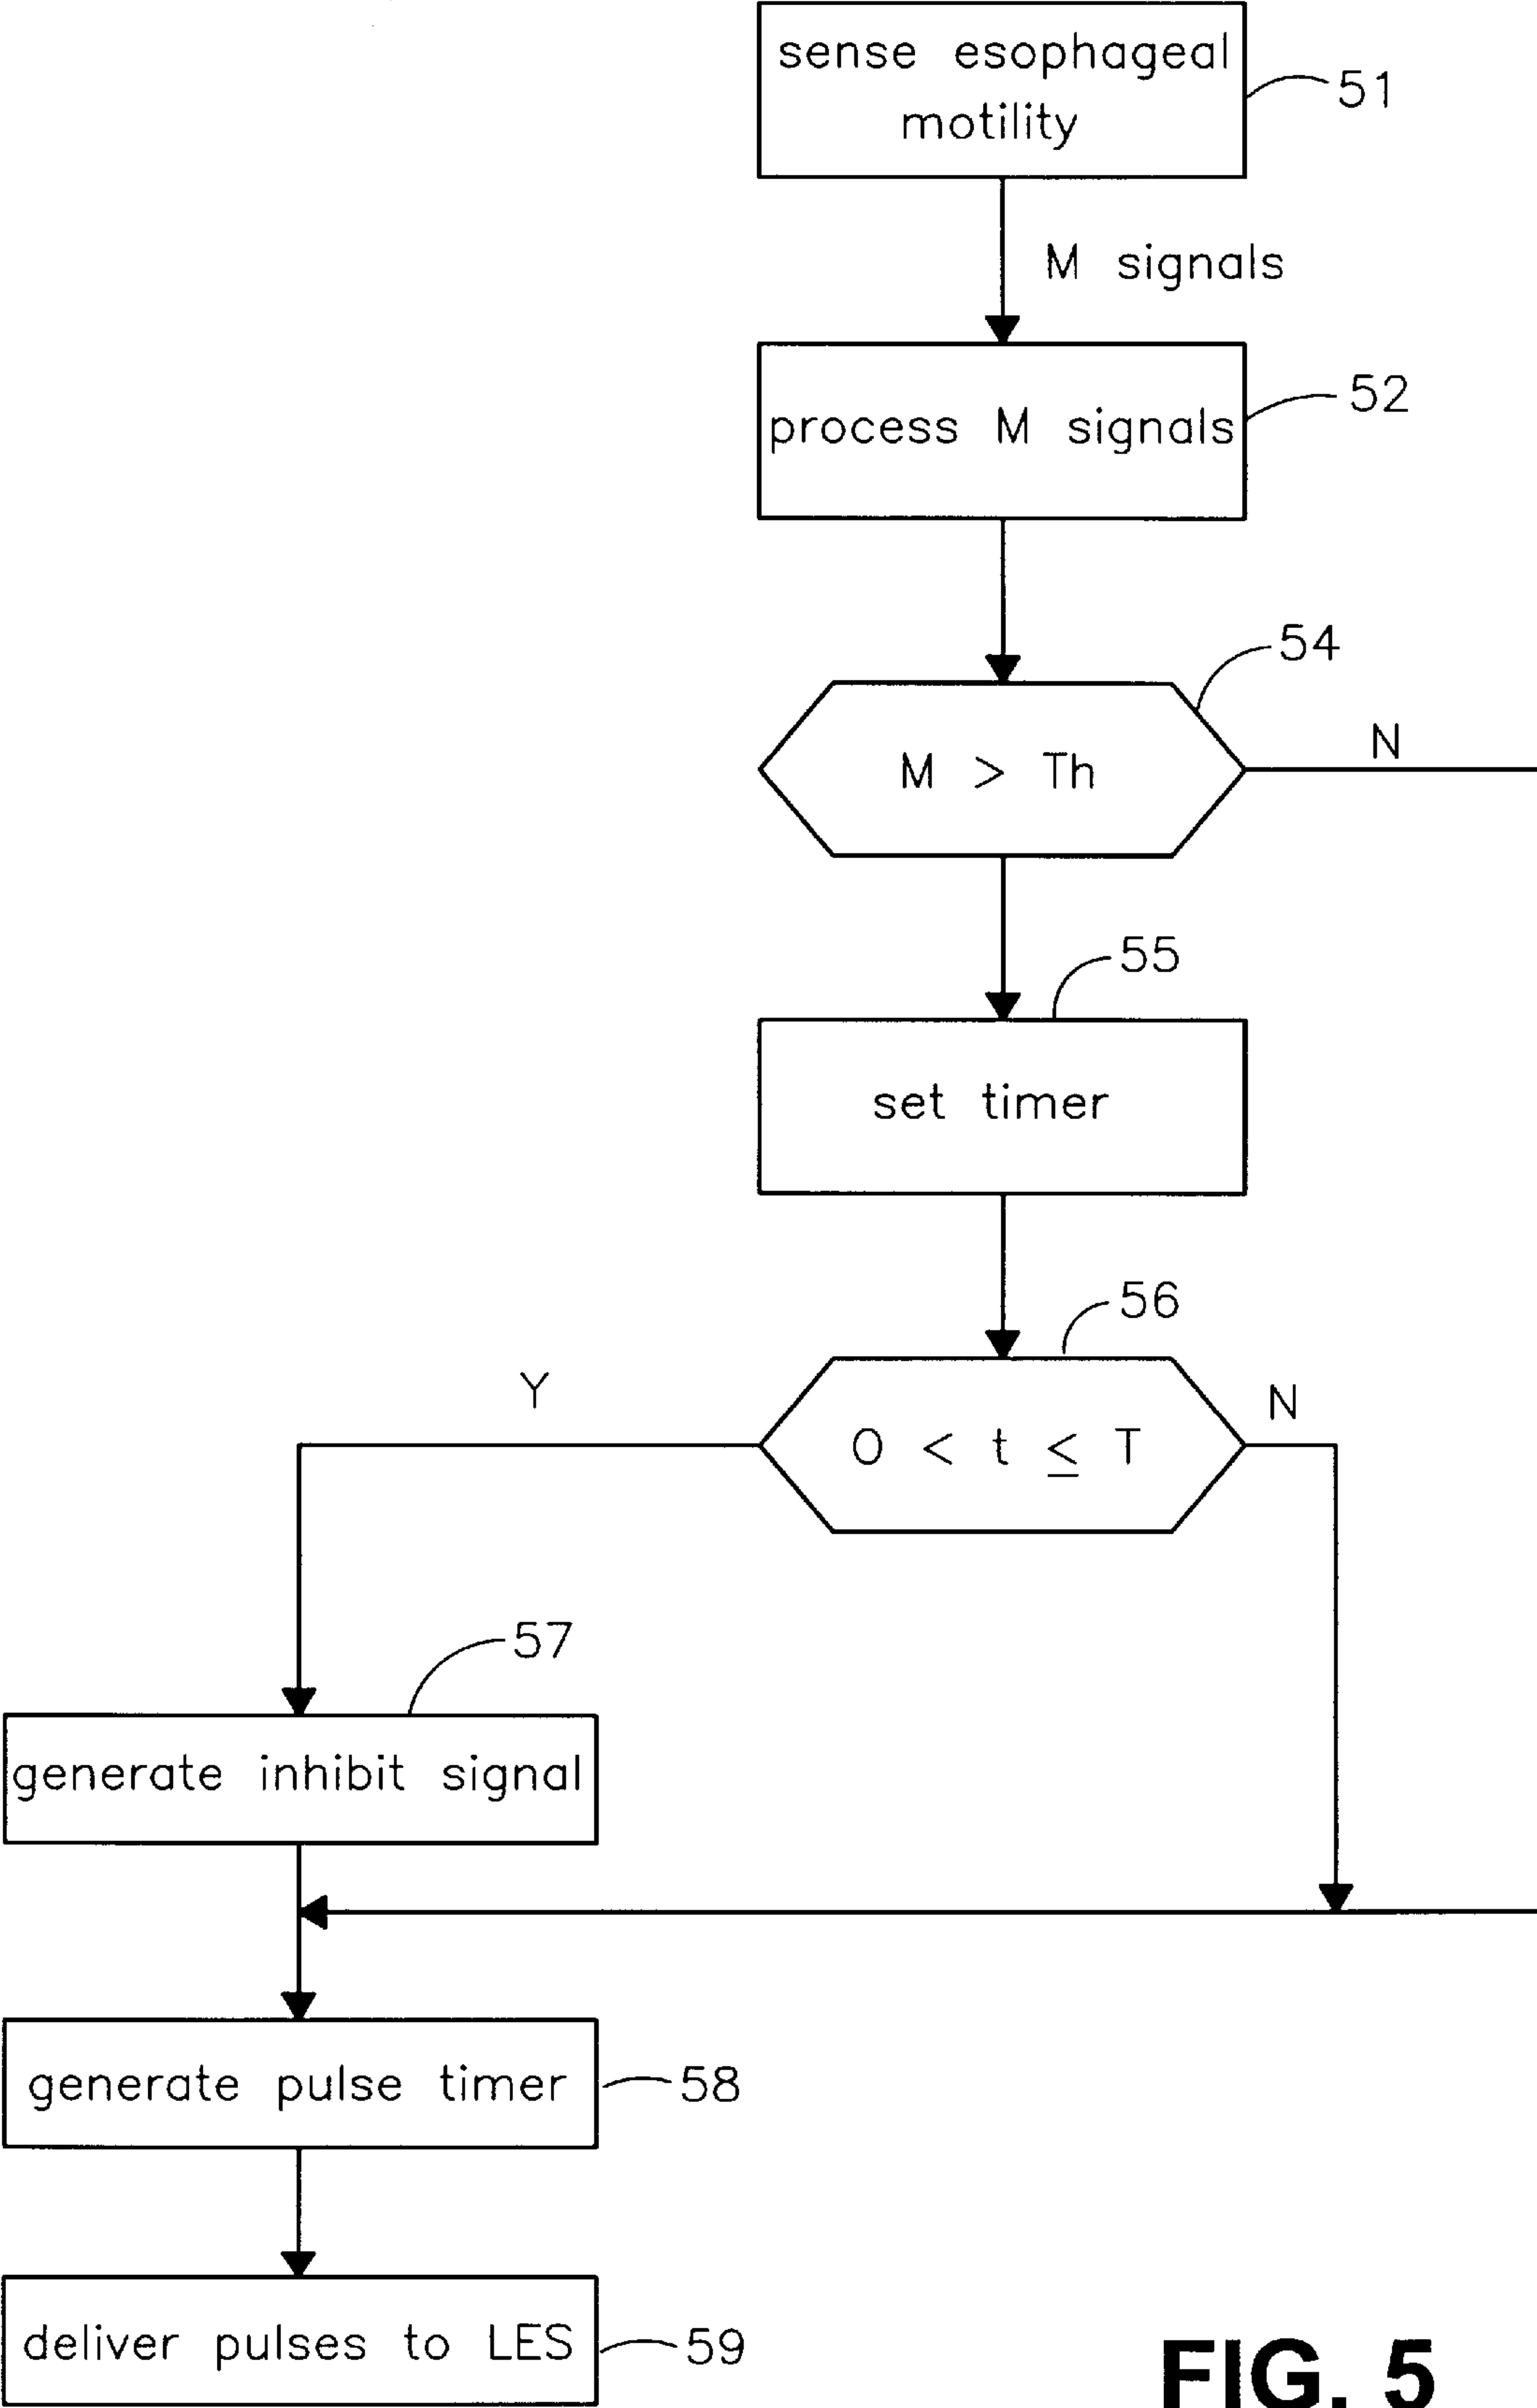 sense esophageal
motility
51
M signals
process M signals
52
54
M > Th
N
55
set timer
56
Y
O < t ≤ T
N
57
generate inhibit signal
generate pulse timer
58
deliver pulses to LES
59
FIG. 5